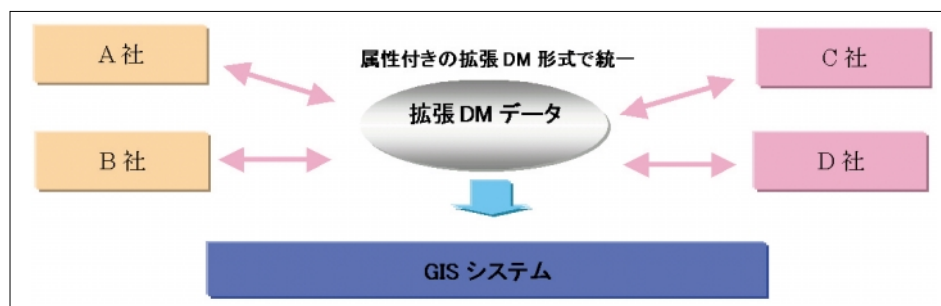 A 社
属性付きの拡張 DM 形式で統一
C 社
拡張 DM データ
B 社
D 社
GIS システム